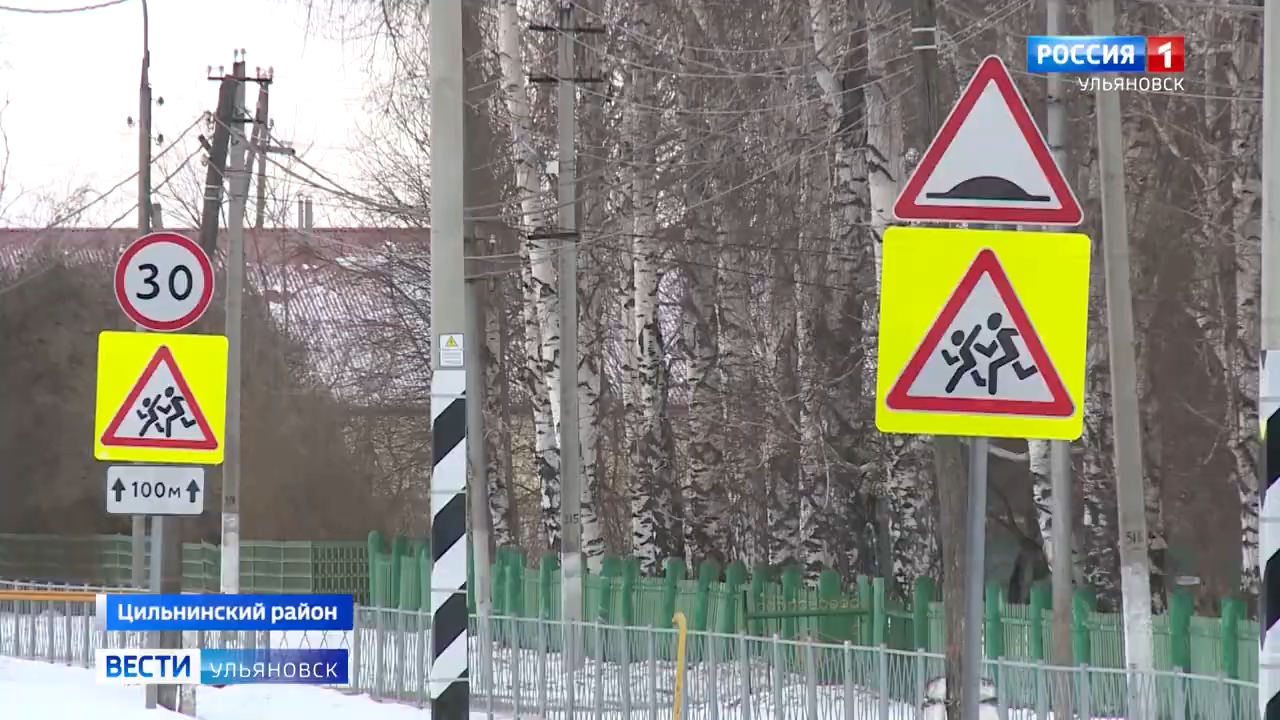 РОССИЯ 1
УЛЬЯНОВСК
30
100м
Цильнинский район
ВЕСТИ УЛЬЯНОВСК